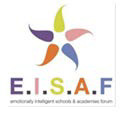 E.I.S.A.F
emotionally intelligent schools & academies forum